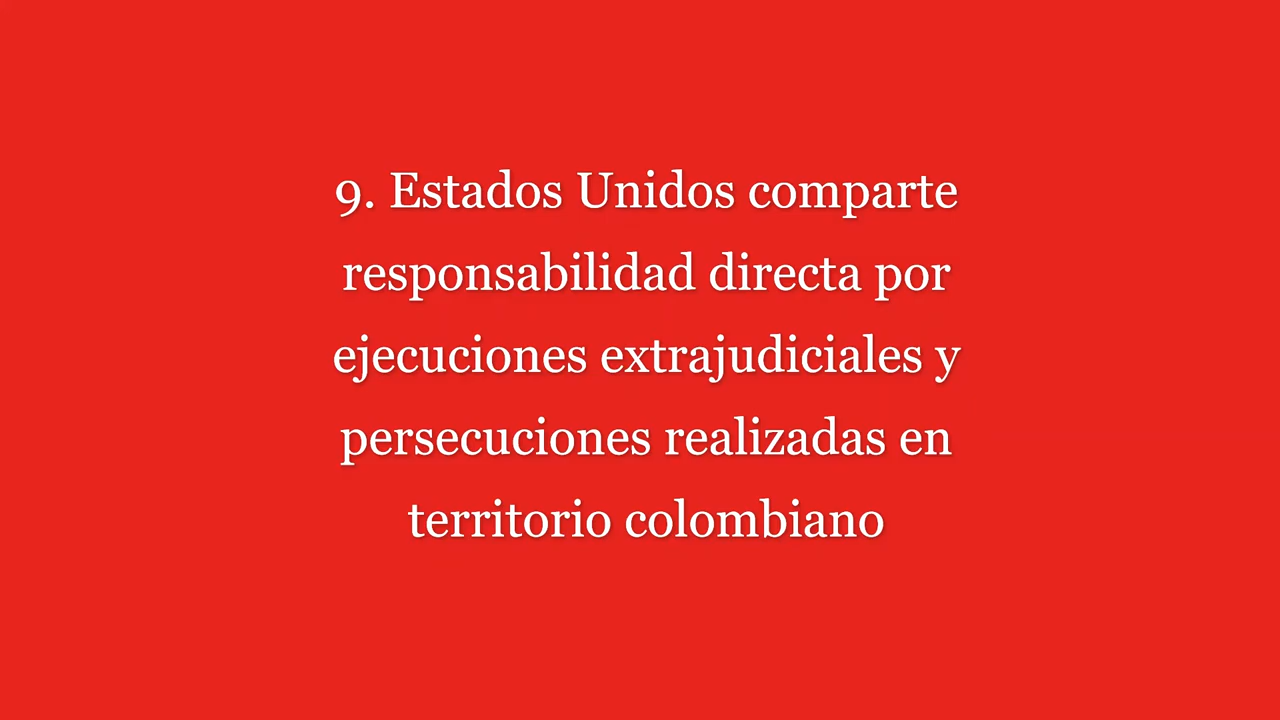 9. Estados Unidos comparte
responsabilidad directa por
ejecuciones extrajudiciales y
persecuciones realizadas en
territorio colombiano